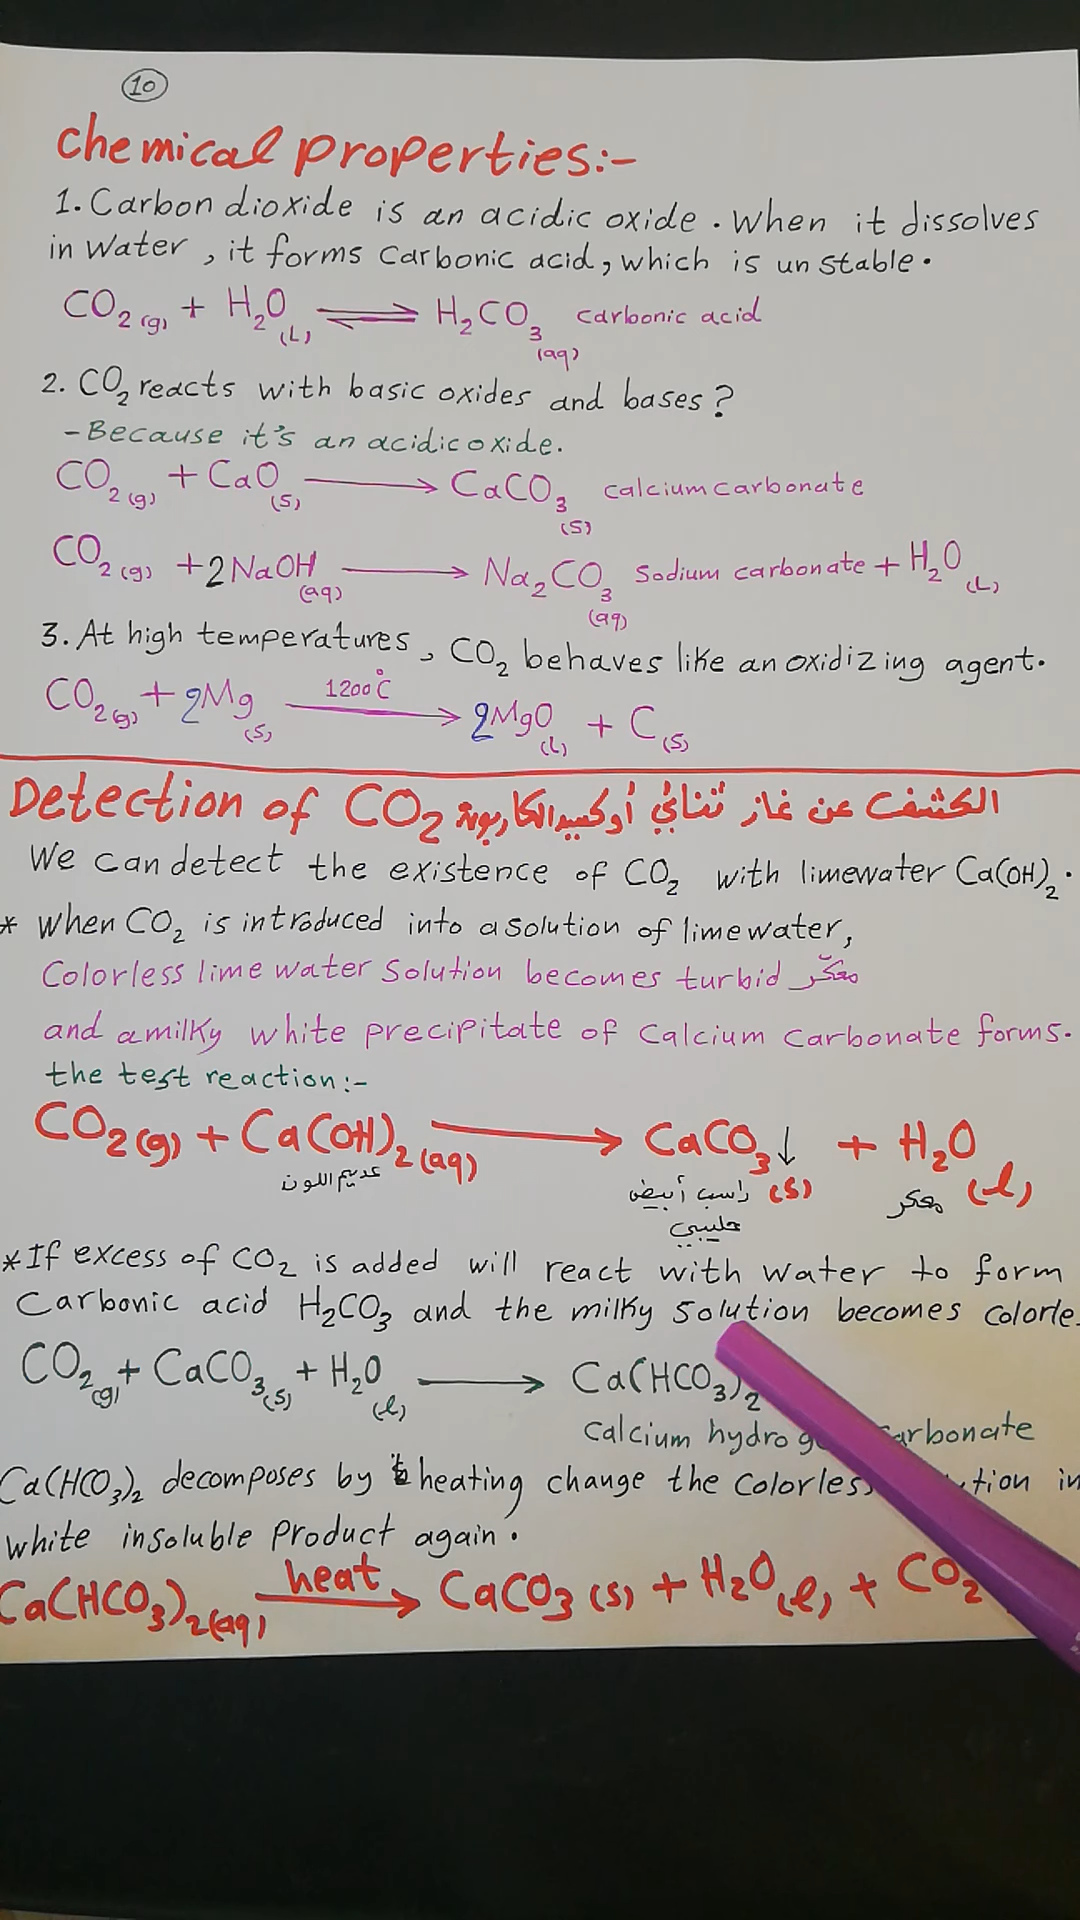 10
Chemical properties:-
1. Carbon dioxide is an acidic oxide. When it dissolves
in water, it forms Carbonic acid, which is unstable.
CO₂(g) + H₂O(L) ⇌ H₂CO₃(aq) carbonic acid
2. CO₂ reacts with basic oxides and bases?
- Because it's an acidic oxide.
CO₂(g) + CaO(s) ⟶ CaCO₃(s) calcium carbonate
CO₂(g) + 2NaOH(aq) ⟶ Na₂CO₃(aq) Sodium carbonate + H₂O(L)
3. At high temperatures, CO₂ behaves like an oxidizing agent.
CO₂(g) + 2Mg(s) 1200°C ⟶ 2MgO(l) + C(s)
Detection of CO₂ الكشف عن غاز ثنائي أوكسيد الكاربون
We can detect the existence of CO₂ with limewater Ca(OH)₂.
* When CO₂ is introduced into a solution of limewater,
Colorless lime water Solution becomes turbid معكّر
and a milky white precipitate of Calcium Carbonate forms.
the test reaction:-
CO₂(g) + Ca(OH)₂(aq) ⟶ CaCO₃↓(s) + H₂O(l)
عديم اللون راسب أبيض معكر
حليبي
* If excess of CO₂ is added will react with water to form
Carbonic acid H₂CO₃ and the milky solution becomes colorle
CO₂(g) + CaCO₃(s) + H₂O(l) ⟶ Ca(HCO₃)₂
Calcium hydrog arbonate
Ca(HCO₃)₂ decomposes by heating change the Colorless tion in
white insoluble product again.
Ca(HCO₃)₂(aq) heat ⟶ CaCO₃(s) + H₂O(l) + CO₂